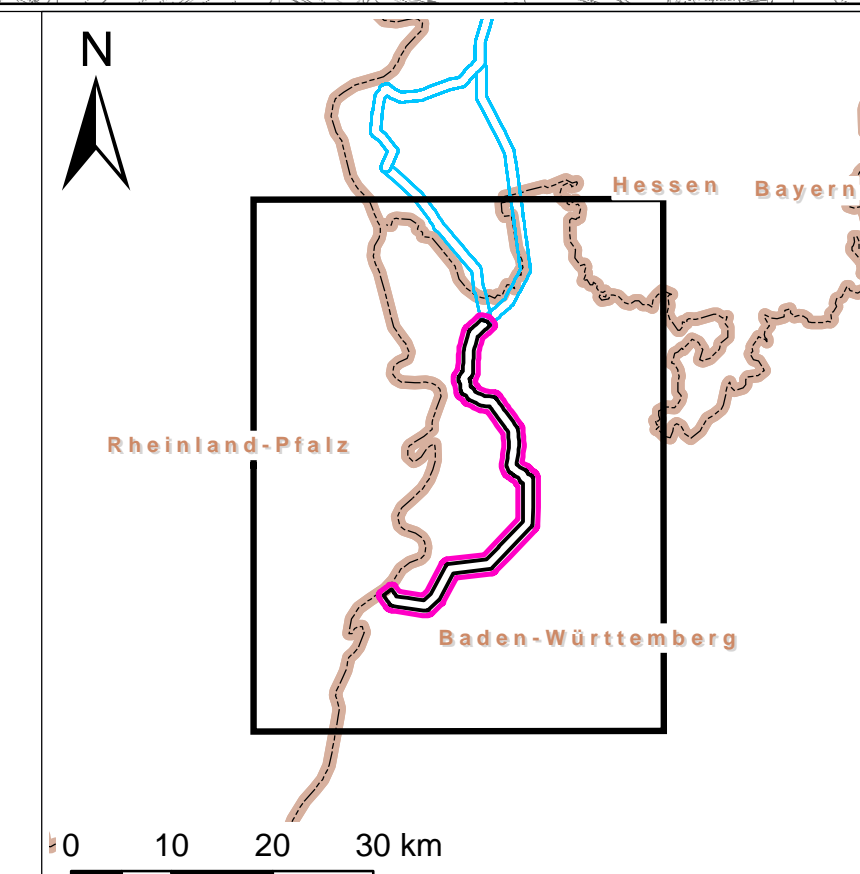 N
Hessen
Bayern
Rheinland-Pfalz
Baden-Württemberg
0 10 20 30 km